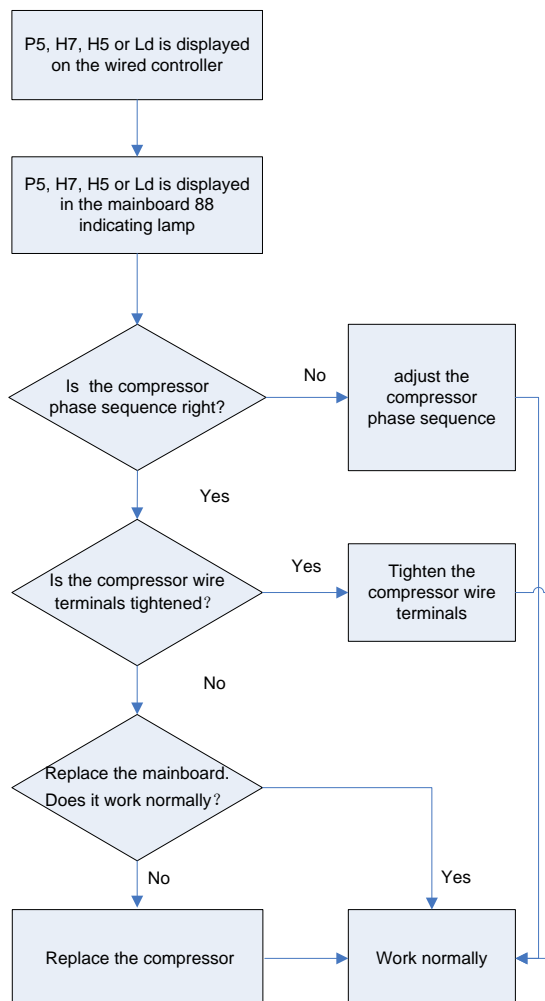 P5, H7, H5 or Ld is displayed
on the wired controller
P5, H7, H5 or Ld is displayed
in the mainboard 88
indicating lamp
Is the compressor
phase sequence right?
No
adjust the
compressor
phase sequence
Yes
Is the compressor wire
terminals tightened？
Yes
Tighten the
compressor wire
terminals
No
Replace the mainboard.
Does it work normally？
No
Yes
Replace the compressor
Work normally